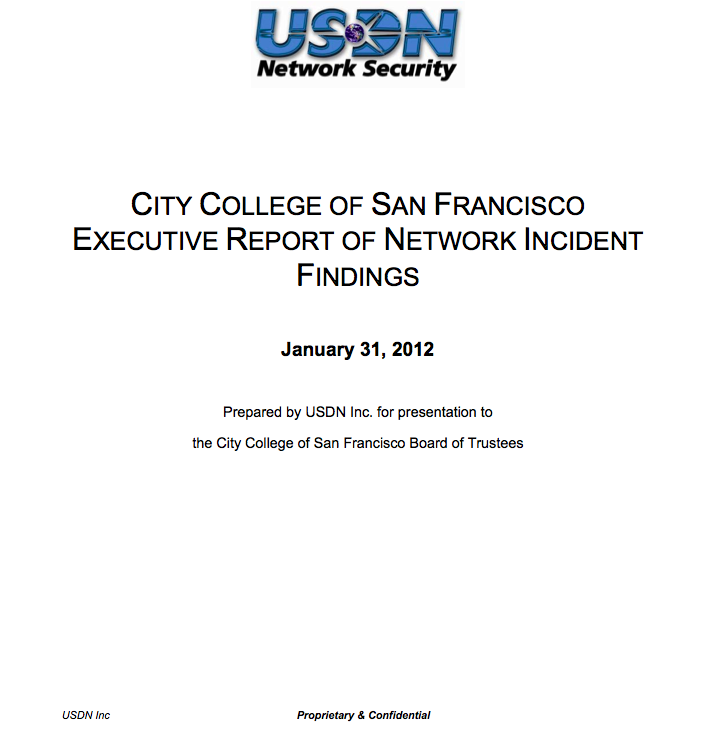 USDN
Network Security
CITY COLLEGE OF SAN FRANCISCO
EXECUTIVE REPORT OF NETWORK INCIDENT
FINDINGS
January 31, 2012
Prepared by USDN Inc. for presentation to
the City College of San Francisco Board of Trustees
USDN Inc Proprietary & Confidential